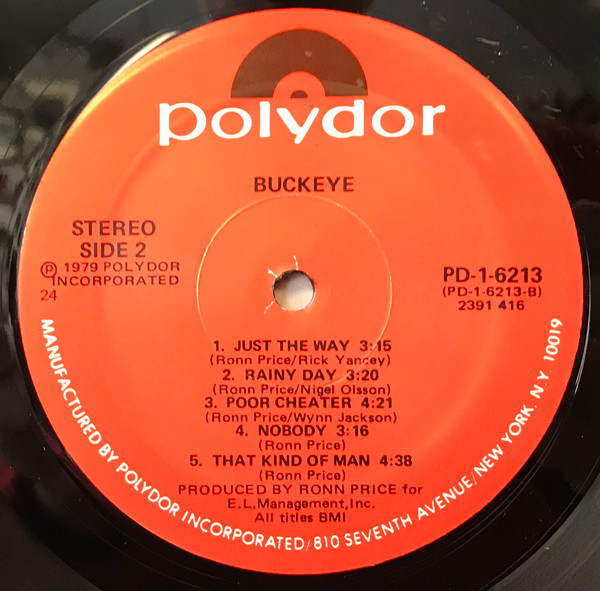 polydor
BUCKEYE
STEREO
SIDE 2
℗ 1979 POLYDOR
INCORPORATED
24
PD-1-6213
(PD-1-6213-B)
2391 416
1. JUST THE WAY 3:15
(Ronn Price/Rick Yancey)
2. RAINY DAY 3:20
(Ronn Price/Nigel Olsson)
3. POOR CHEATER 4:21
(Ronn Price/Wynn Jackson)
4. NOBODY 3:16
(Ronn Price)
5. THAT KIND OF MAN 4:38
(Ronn Price)
PRODUCED BY RONN PRICE for
E.L.Management,Inc.
All titles BMI
MANUFACTURED BY POLYDOR INCORPORATED/810 SEVENTH AVENUE/NEW YORK. N.Y. 10019